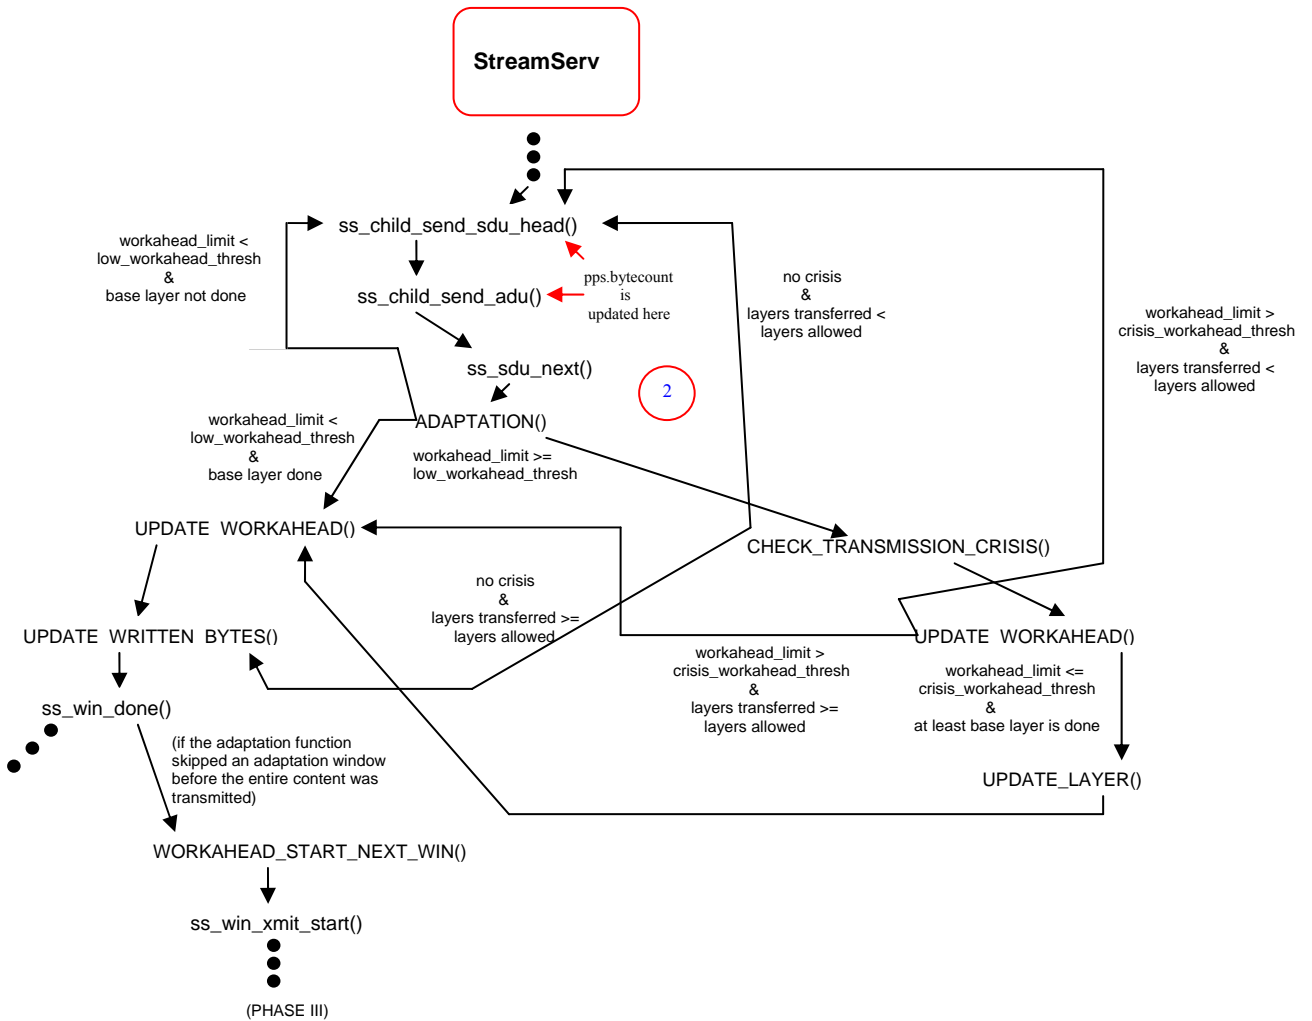 StreamServ
ss_child_send_sdu_head()
workahead_limit <
low_workahead_thresh
&
base layer not done
pps.bytecount
is
updated here
ss_child_send_adu()
no crisis
&
layers transferred <
layers allowed
workahead_limit >
crisis_workahead_thresh
&
layers transferred <
layers allowed
ss_sdu_next()
2
workahead_limit <
low_workahead_thresh
&
base layer done
ADAPTATION()
workahead_limit >=
low_workahead_thresh
UPDATE WORKAHEAD()
CHECK_TRANSMISSION_CRISIS()
no crisis
&
layers transferred >=
layers allowed
UPDATE WRITTEN BYTES()
UPDATE WORKAHEAD()
workahead_limit >
crisis_workahead_thresh
&
layers transferred >=
layers allowed
workahead_limit <=
crisis_workahead_thresh
&
at least base layer is done
ss_win_done()
(if the adaptation function
skipped an adaptation window
before the entire content was
transmitted)
UPDATE_LAYER()
WORKAHEAD_START_NEXT_WIN()
ss_win_xmit_start()
(PHASE III)